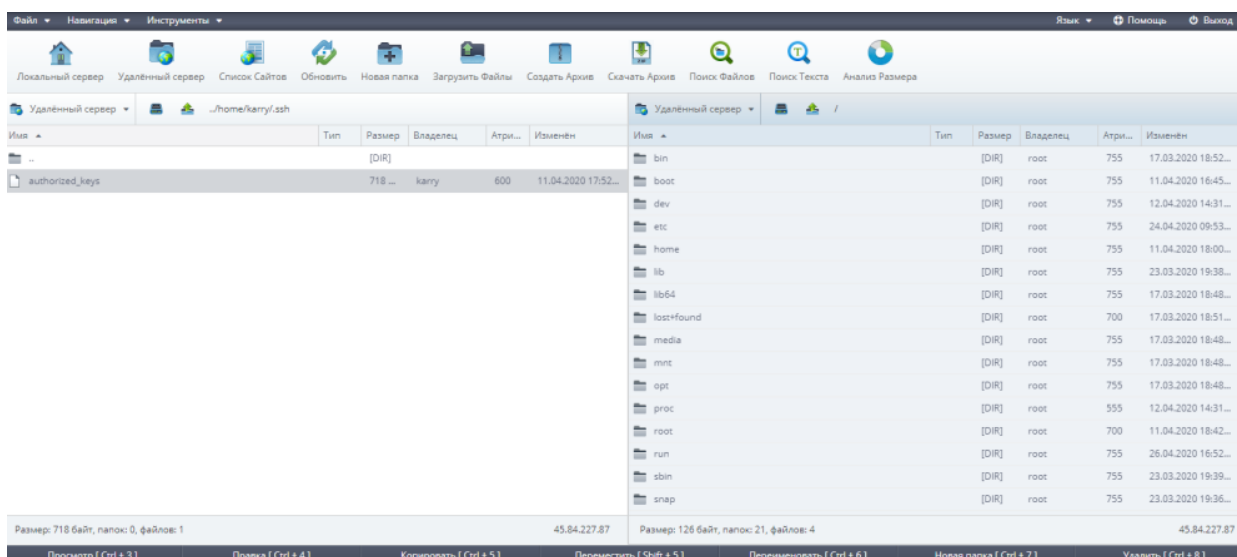 Файл Навигация Инструменты Язык Помощь Выход
Локальный сервер Удалённый сервер Список Сайтов Обновить Новая папка Загрузить Файлы Создать Архив Скачать Архив Поиск Файлов Поиск Текста Анализ Размера
Удалённый сервер ../home/karry/.ssh
Имя Тип Размер Владелец Атри... Изменён
.. [DIR]
authorized_keys 718 ... karry 600 11.04.2020 17:52...
Размер: 718 байт, папок: 0, файлов: 1 45.84.227.87
Удалённый сервер /
Имя Тип Размер Владелец Атри... Изменён
bin [DIR] root 755 17.03.2020 18:52...
boot [DIR] root 755 11.04.2020 16:45...
dev [DIR] root 755 12.04.2020 14:31...
etc [DIR] root 755 24.04.2020 09:53...
home [DIR] root 755 11.04.2020 18:00...
lib [DIR] root 755 23.03.2020 19:38...
lib64 [DIR] root 755 17.03.2020 18:48...
lost+found [DIR] root 700 17.03.2020 18:51...
media [DIR] root 755 17.03.2020 18:48...
mnt [DIR] root 755 17.03.2020 18:48...
opt [DIR] root 755 17.03.2020 18:48...
proc [DIR] root 555 12.04.2020 14:31...
root [DIR] root 700 11.04.2020 18:42...
run [DIR] root 755 26.04.2020 16:52...
sbin [DIR] root 755 23.03.2020 19:39...
snap [DIR] root 755 23.03.2020 19:36...
Размер: 126 байт, папок: 21, файлов: 4 45.84.227.87
Просмотр [ Ctrl + 3 ] Правка [ Ctrl + 4 ] Копировать [ Ctrl + 5 ] Переместить [ Shift + 5 ] Переименовать [ Ctrl + 6 ] Новая папка [ Ctrl + 7 ] Удалить [ Ctrl + 8 ]